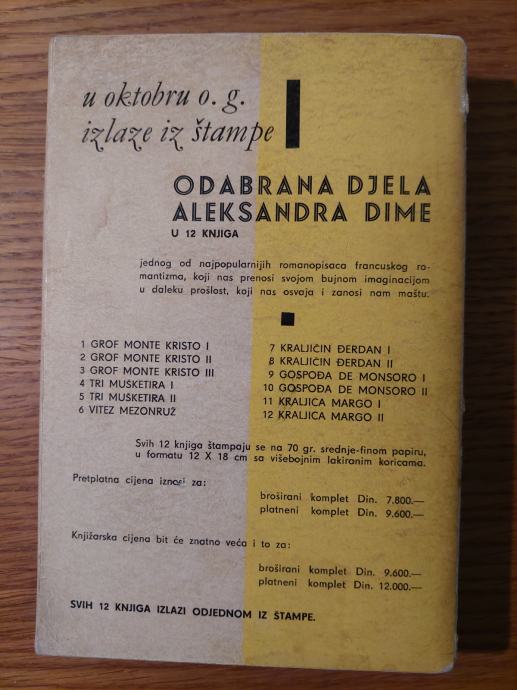 u oktobru o. g.
izlaze iz štampe
ODABRANA DJELA
ALEKSANDRA DIME
U 12 KNJIGA
jednog od najpopularnijih romanopisaca francuskog ro-
mantizma, koji nas prenosi svojom bujnom imaginacijom
u daleku prošlost, koji nas osvaja i zanosi nam maštu.
1 GROF MONTE KRISTO I
2 GROF MONTE KRISTO II
3 GROF MONTE KRISTO III
4 TRI MUSKETIRA I
5 TRI MUSKETIRA II
6 VITEZ MEZONRUŽ
7 KRALJIČIN ĐERDAN I
8 KRALJIČIN ĐERDAN II
9 GOSPOĐA DE MONSORO I
10 GOSPOĐA DE MONSORO II
11 KRALJICA MARGO I
12 KRALJICA MARGO II
Svih 12 knjiga štampaju se na 70 gr. srednje-finom papiru,
u formatu 12 X 18 cm sa višebojnim lakiranim koricama.
Pretplatna cijena iznosi za:
broširani komplet Din. 7.800.—
platneni komplet Din. 9.600.—
Knjižarska cijena bit će znatno veća i to za:
broširani komplet Din. 9.600.—
platneni komplet Din. 12.000.—
SVIH 12 KNJIGA IZLAZI ODJEDNOM IZ ŠTAMPE.